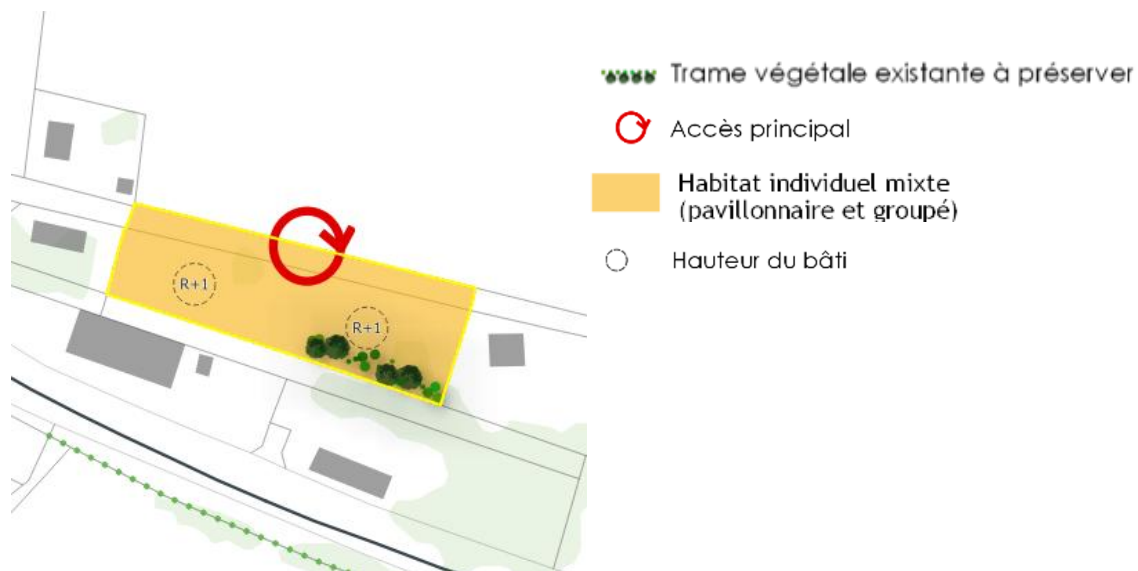 Trame végétale existante à préserver
Accès principal
Habitat individuel mixte
(pavillonnaire et groupé)
Hauteur du bâti
R+1
R+1